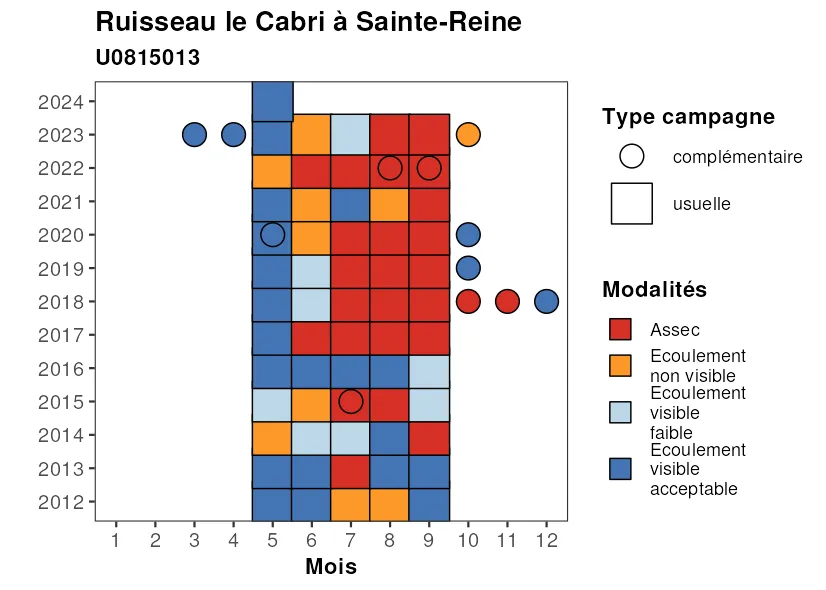 Ruisseau le Cabri à Sainte-Reine
U0815013
2024
2023
2022
2021
2020
2019
2018
2017
2016
2015
2014
2013
2012
1 2 3 4 5 6 7 8 9 10 11 12
Mois
Type campagne
complémentaire
usuelle
Modalités
Assec
Ecoulement
non visible
Ecoulement
visible
faible
Ecoulement
visible
acceptable